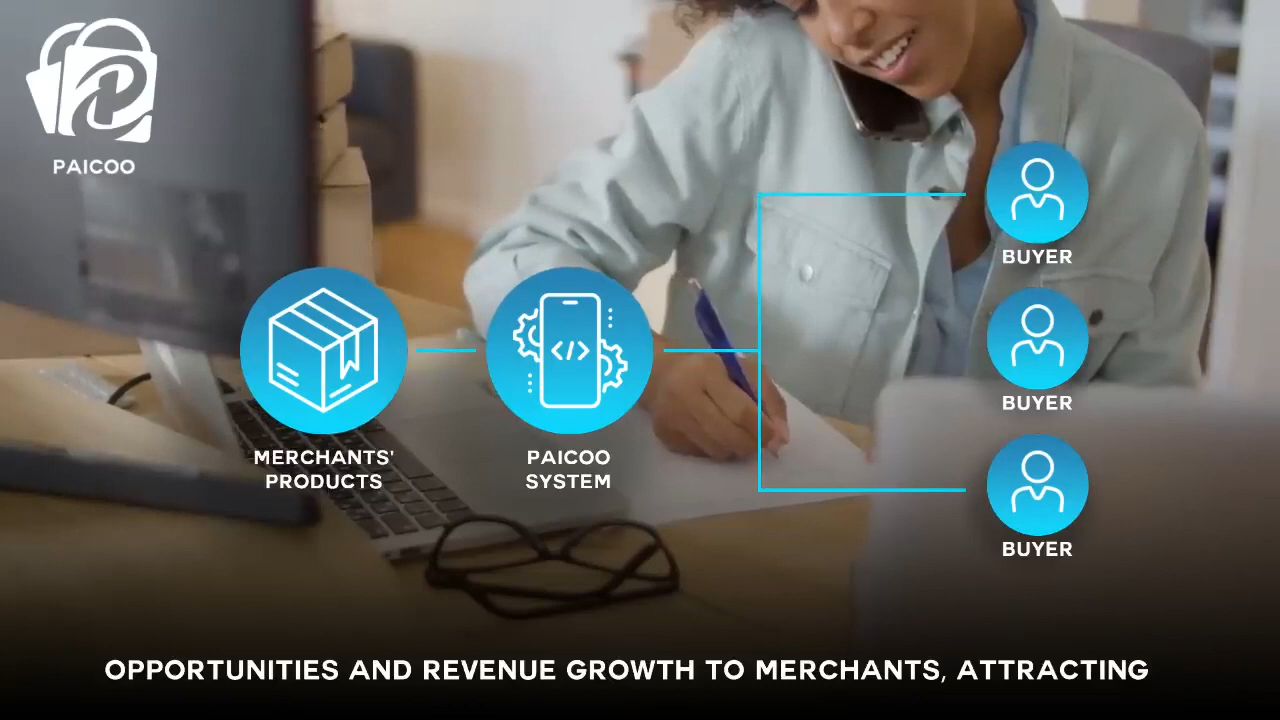 PAICOO
BUYER
BUYER
MERCHANTS'
PRODUCTS
PAICOO
SYSTEM
</>
BUYER
OPPORTUNITIES AND REVENUE GROWTH TO MERCHANTS, ATTRACTING